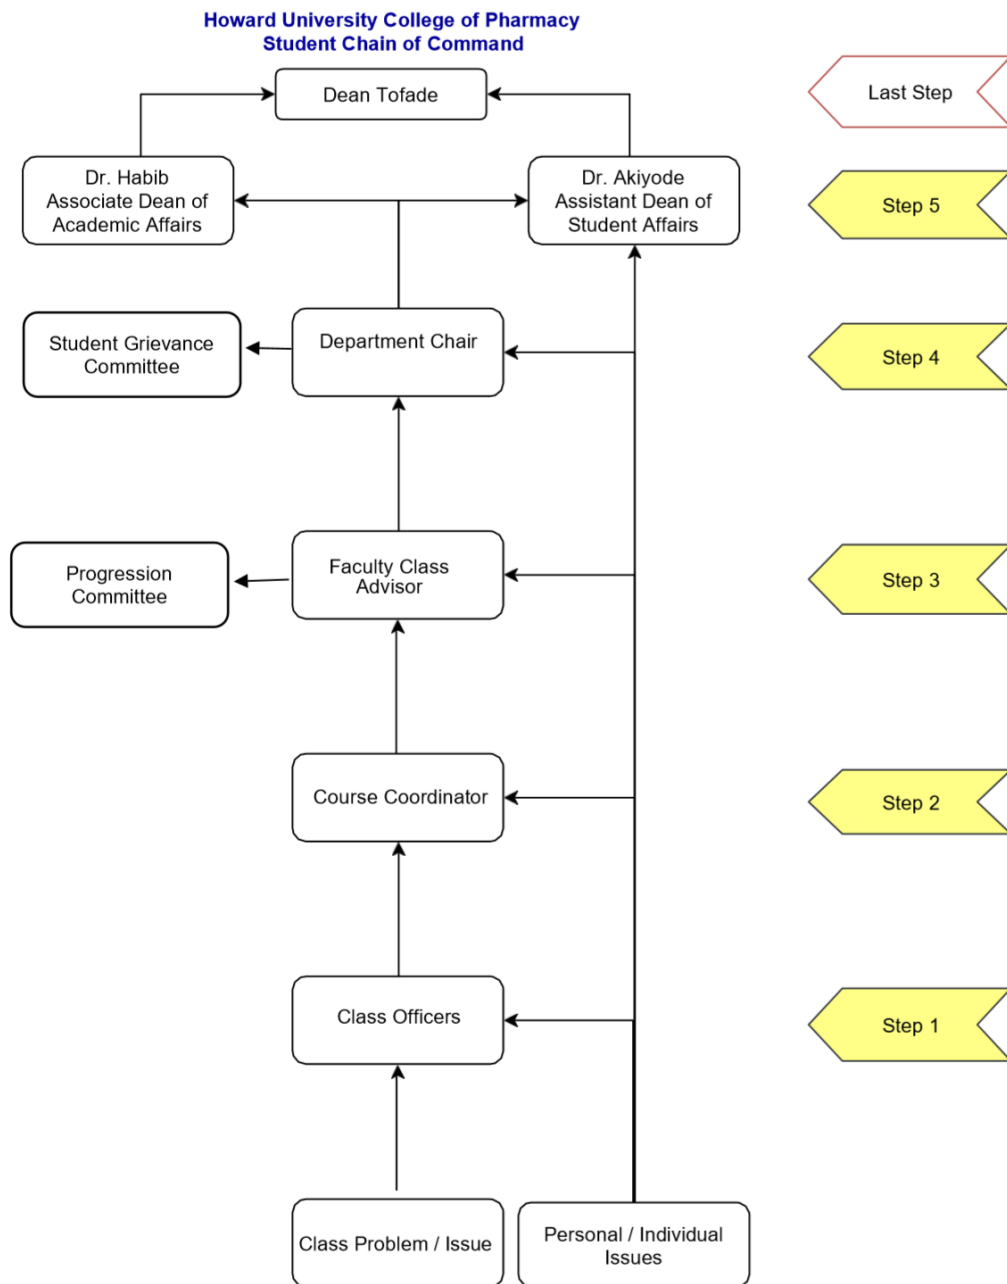 Howard University College of Pharmacy
Student Chain of Command
Dean Tofade
Last Step
Dr. Habib
Associate Dean of
Academic Affairs
Dr. Akiyode
Assistant Dean of
Student Affairs
Step 5
Student Grievance
Committee
Department Chair
Step 4
Progression
Committee
Faculty Class
Advisor
Step 3
Course Coordinator
Step 2
Class Officers
Step 1
Class Problem / Issue
Personal / Individual
Issues